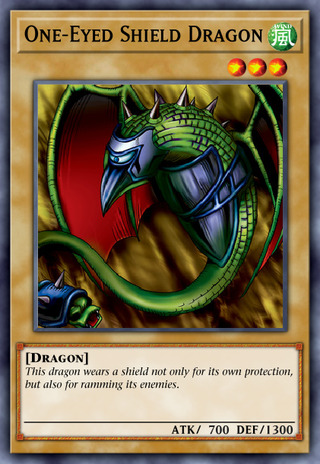 ONE-EYED SHIELD DRAGON
WIND
風
[DRAGON]
This dragon wears a shield not only for its own protection,
but also for ramming its enemies.
ATK/ 700 DEF/1300